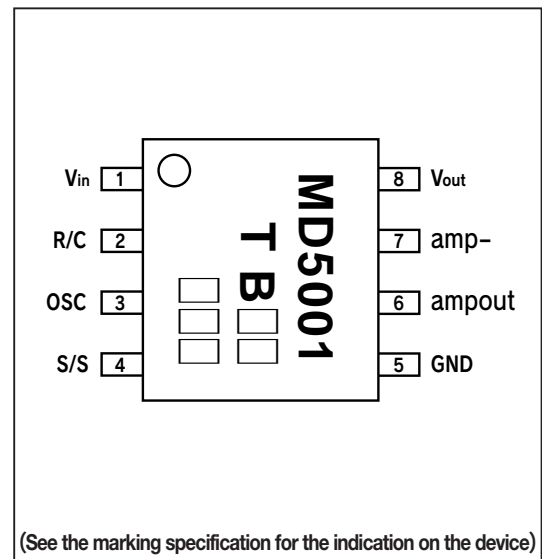 Vin 1
R/C 2
OSC 3
S/S 4
MD5001
T B
8 Vout
7 amp-
6 ampout
5 GND
(See the marking specification for the indication on the device)